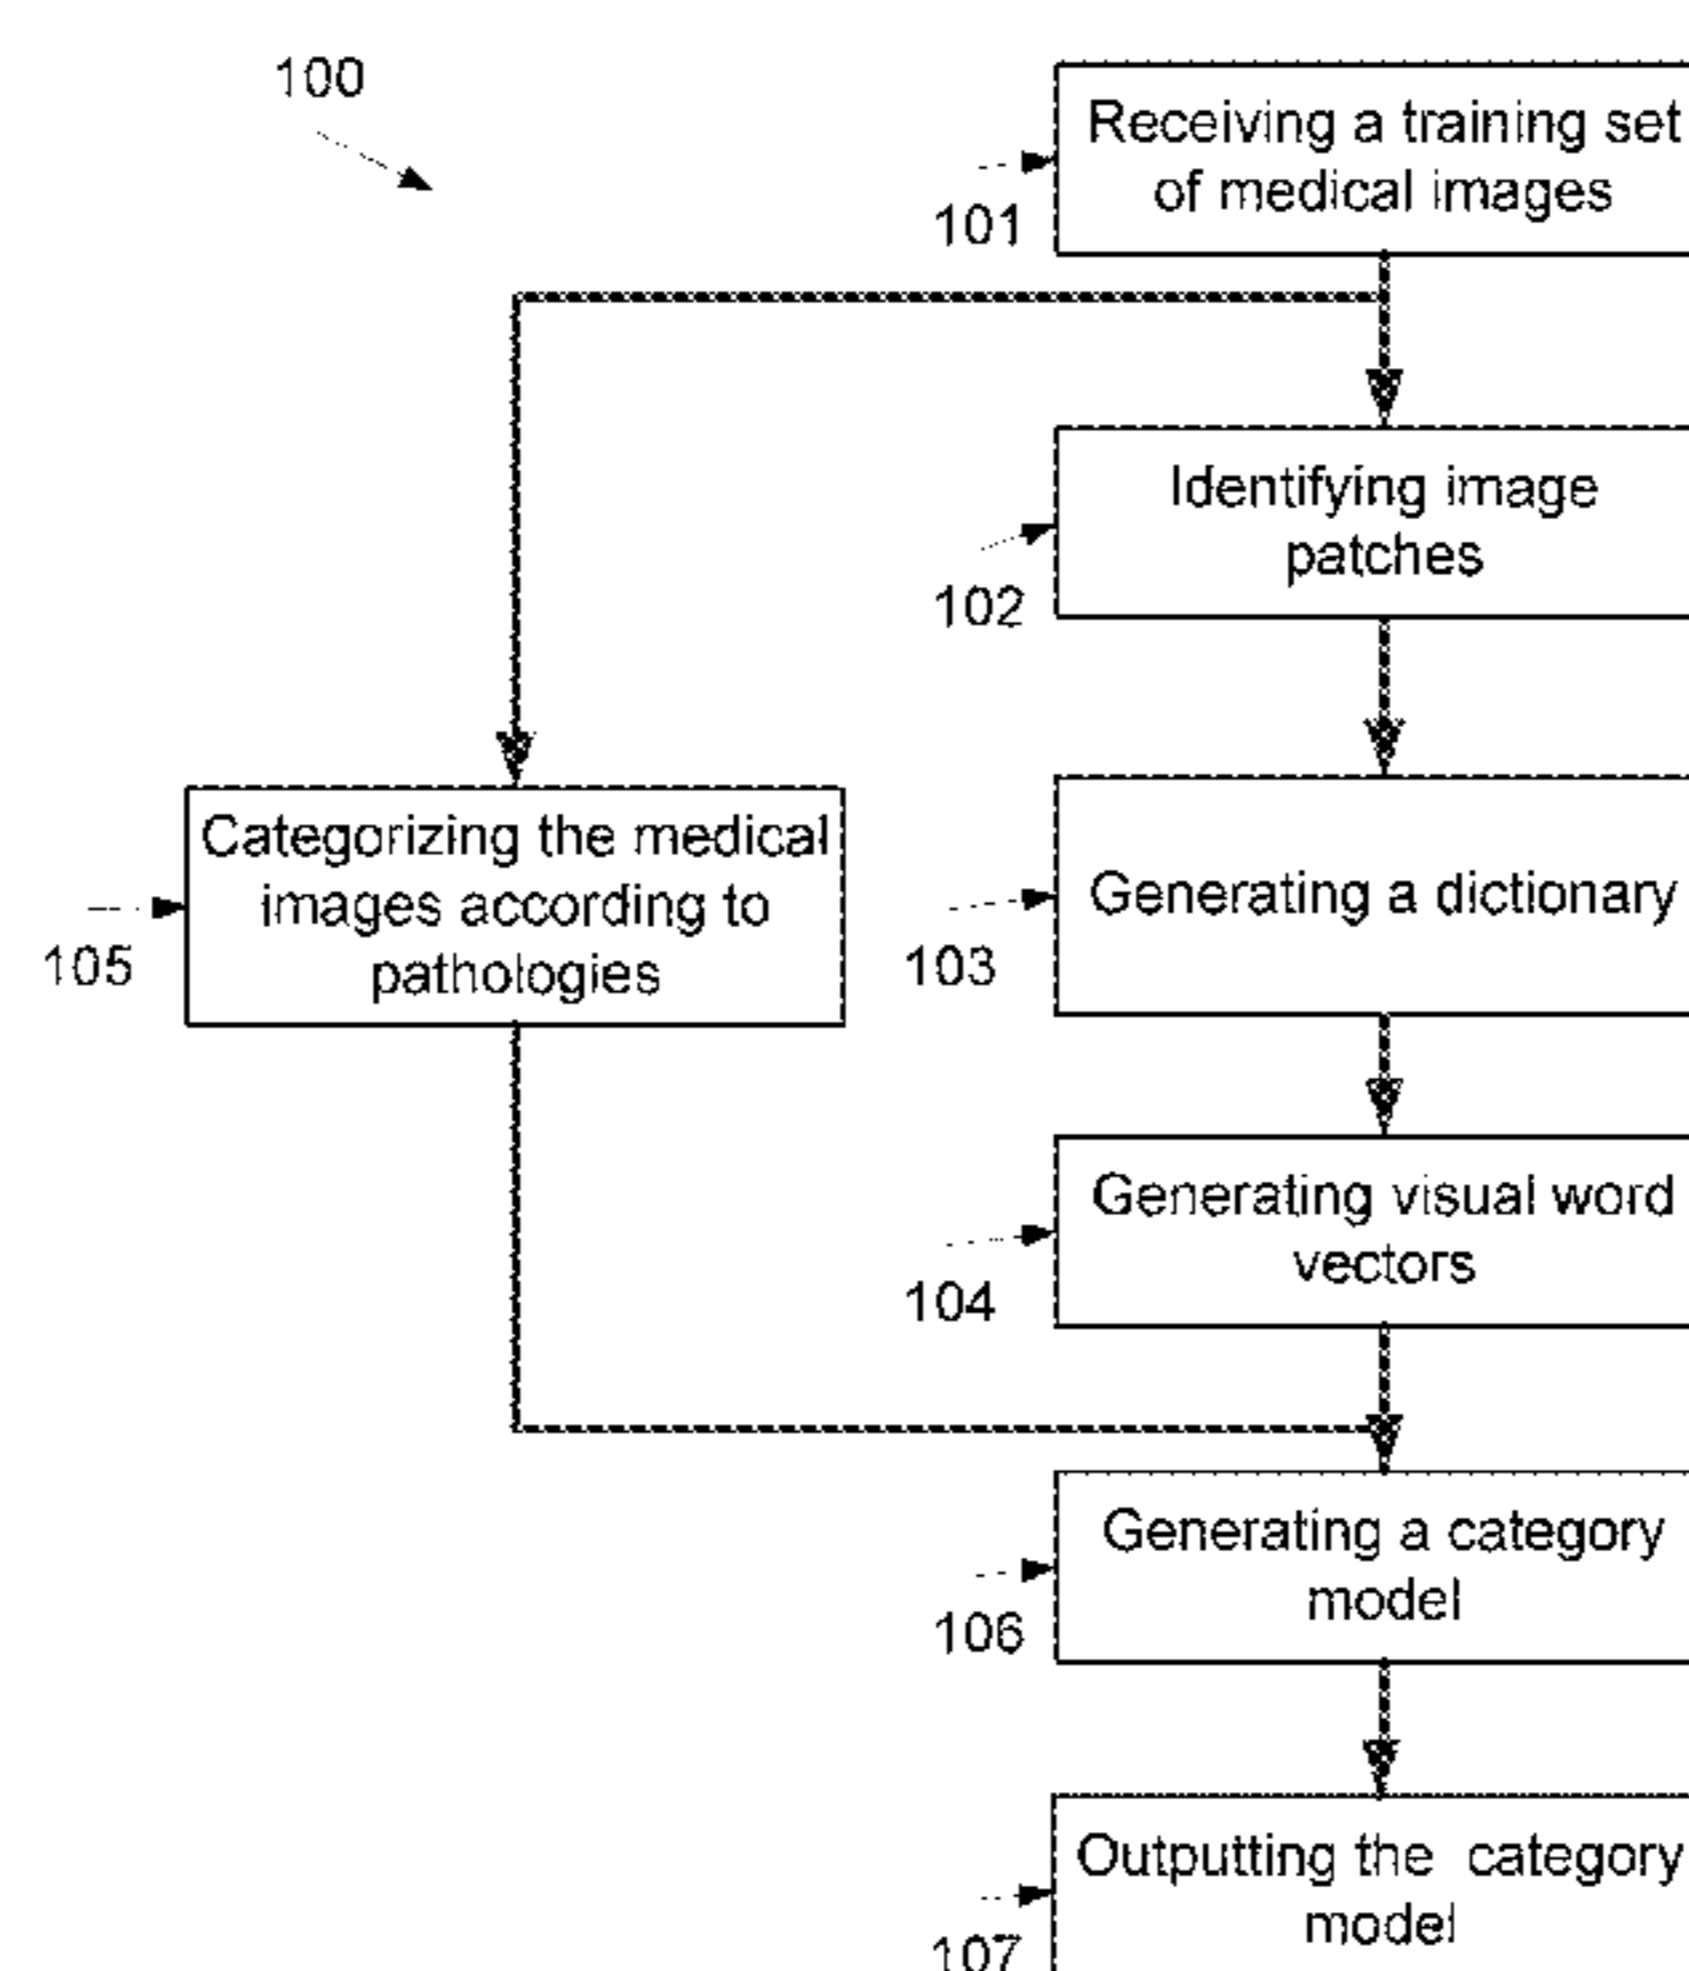 100
Receiving a training set
of medical images
101
Identifying image
patches
102
Categorizing the medical
images according to
pathologies
105
Generating a dictionary
103
Generating visual word
vectors
104
Generating a category
model
106
Outputting the category
model
107